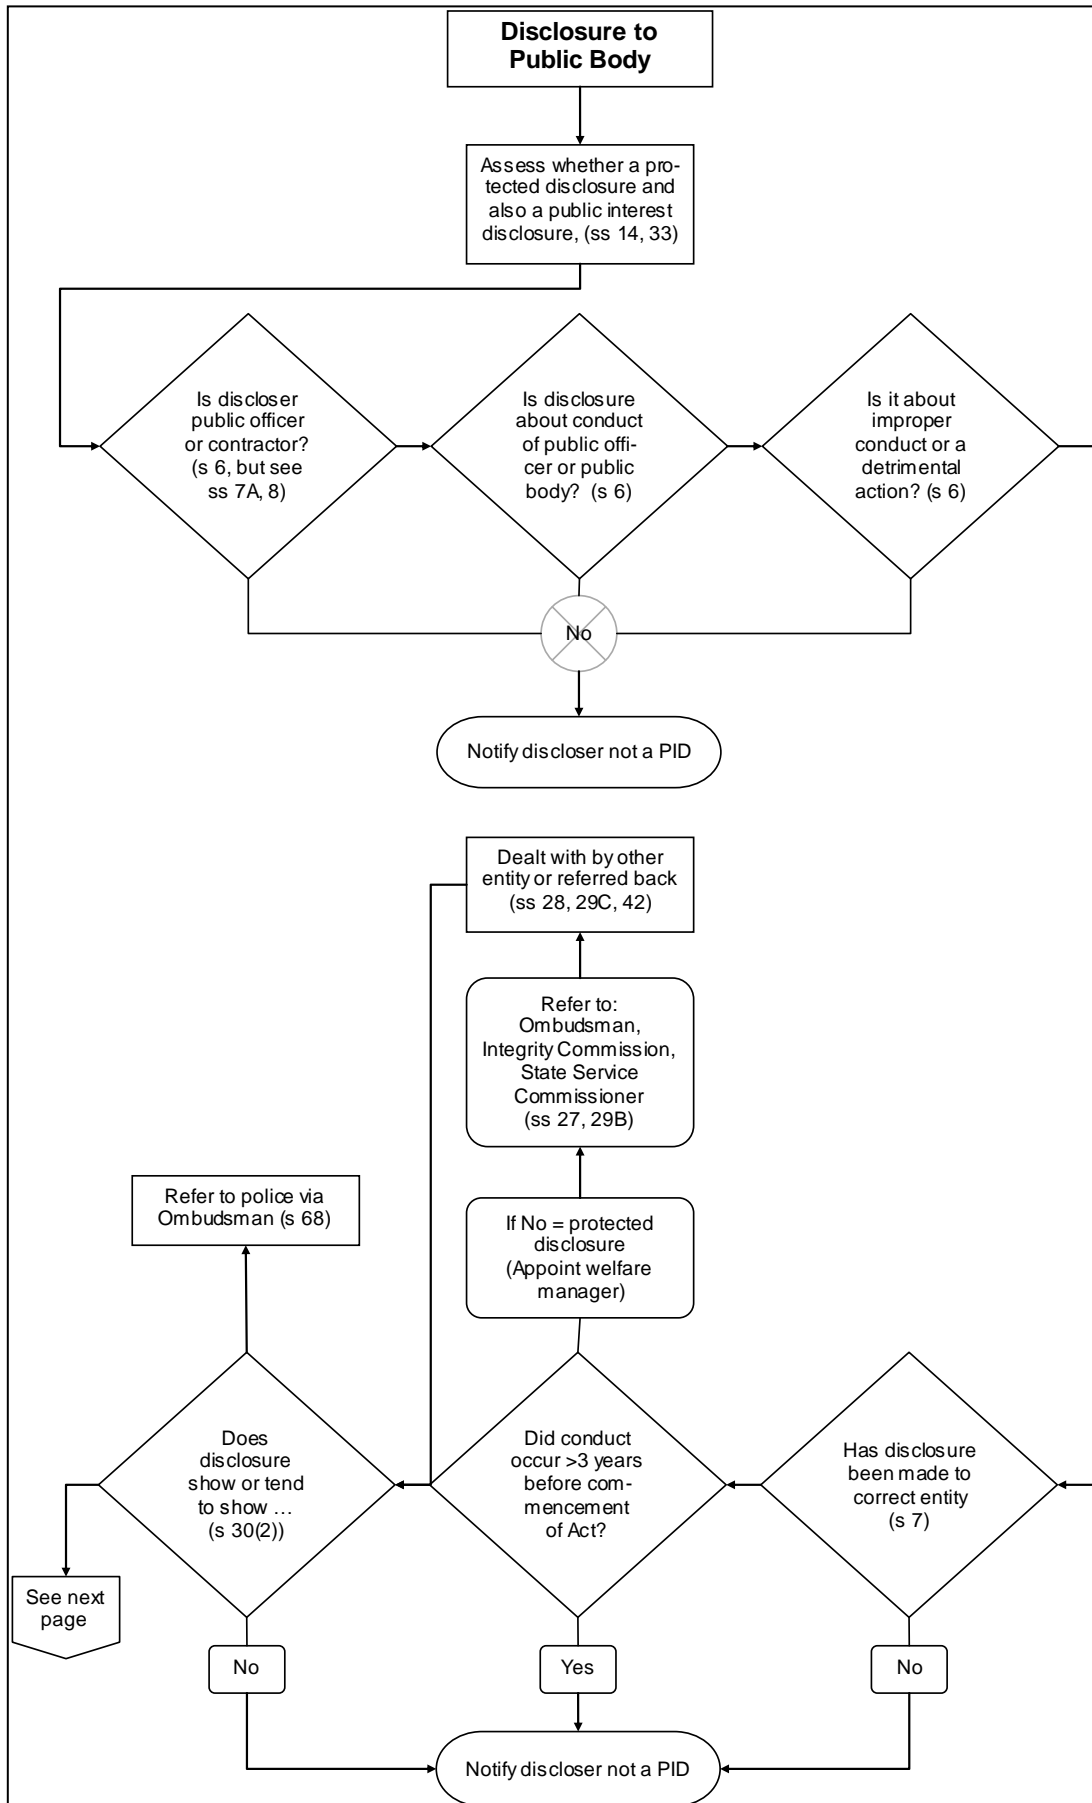 Disclosure to
Public Body
Assess whether a pro-
tected disclosure and
also a public interest
disclosure, (ss 14, 33)
Is discloser
public officer
or contractor?
(s 6, but see
ss 7A, 8)
Is disclosure
about conduct
of public offi-
cer or public
body? (s 6)
Is it about
improper
conduct or a
detrimental
action? (s 6)
No
Notify discloser not a PID
Dealt with by other
entity or referred back
(ss 28, 29C, 42)
Refer to:
Ombudsman,
Integrity Commission,
State Service
Commissioner
(ss 27, 29B)
Refer to police via
Ombudsman (s 68)
If No = protected
disclosure
(Appoint welfare
manager)
Does
disclosure
show or tend
to show …
(s 30(2))
Did conduct
occur >3 years
before com-
mencement
of Act?
Has disclosure
been made to
correct entity
(s 7)
See next
page
No
Yes
No
Notify discloser not a PID